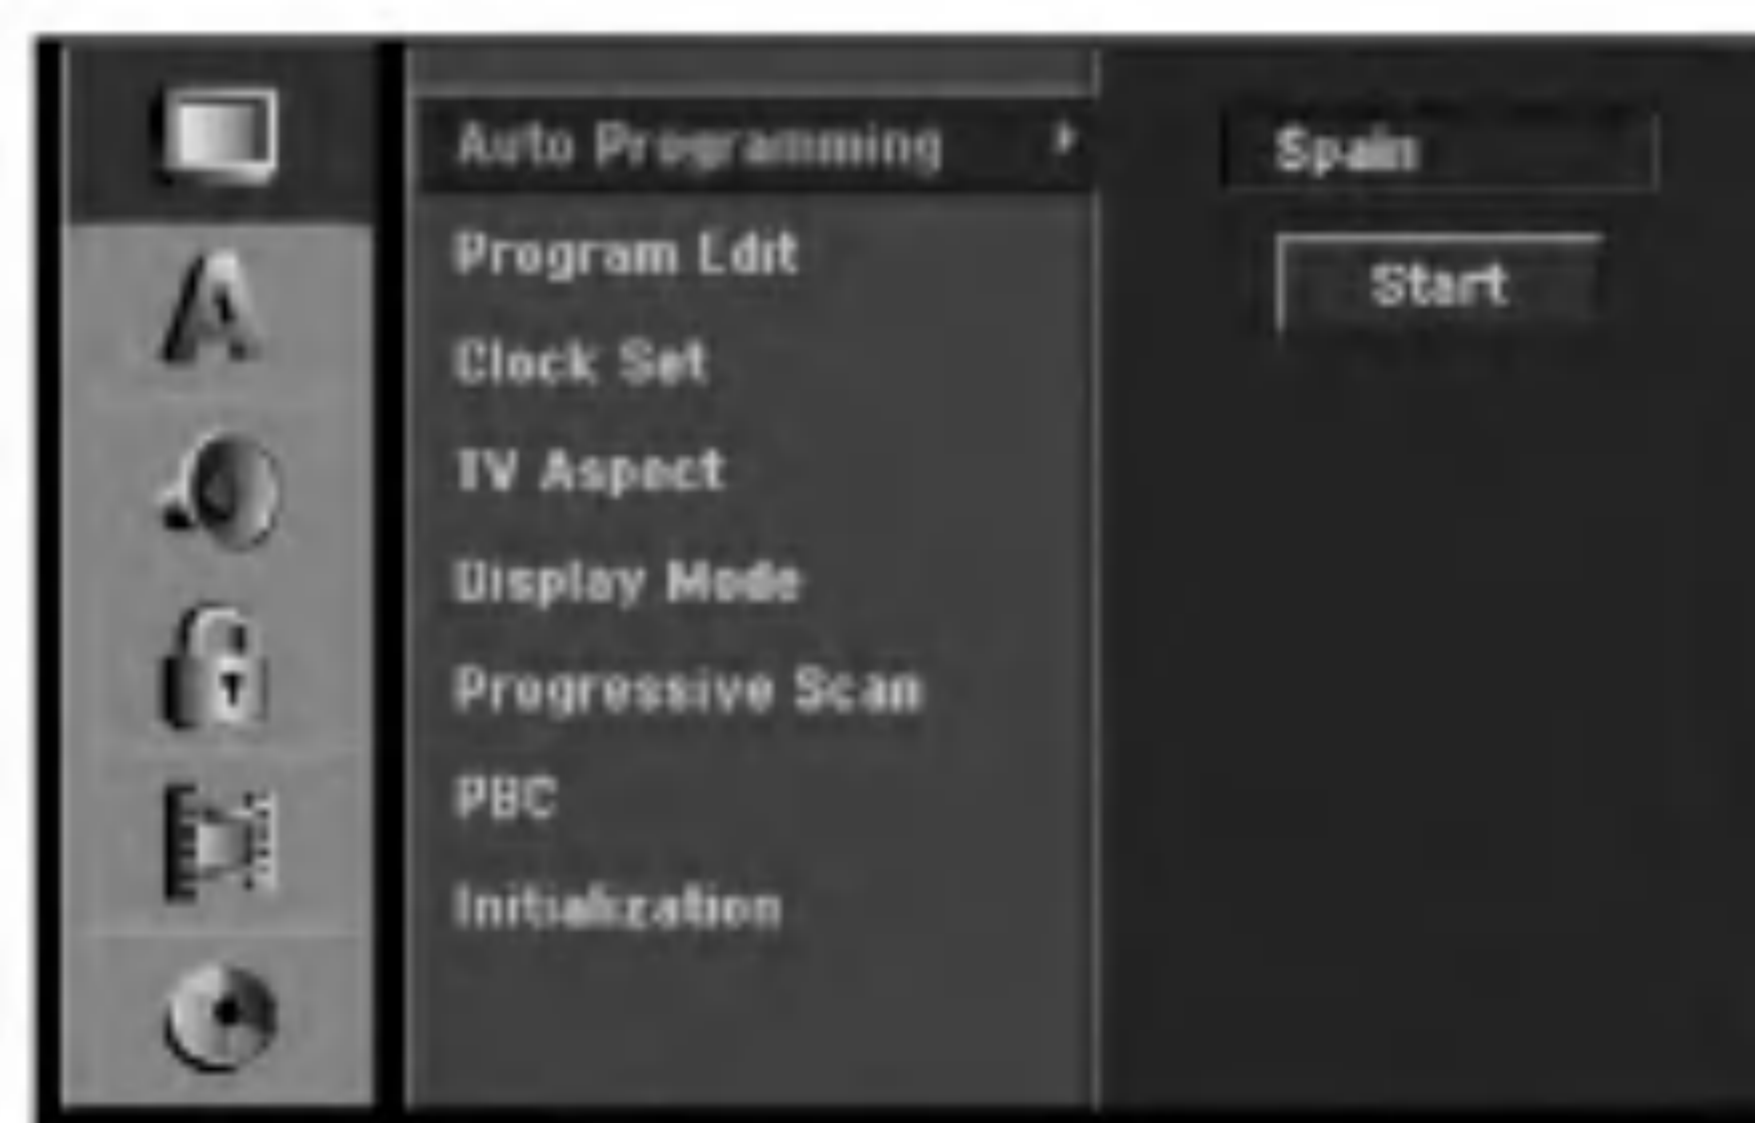 Auto Programming
Spain
Start
Program Edit
Clock Set
TV Aspect
Display Mode
Progressive Scan
PBC
Initialization